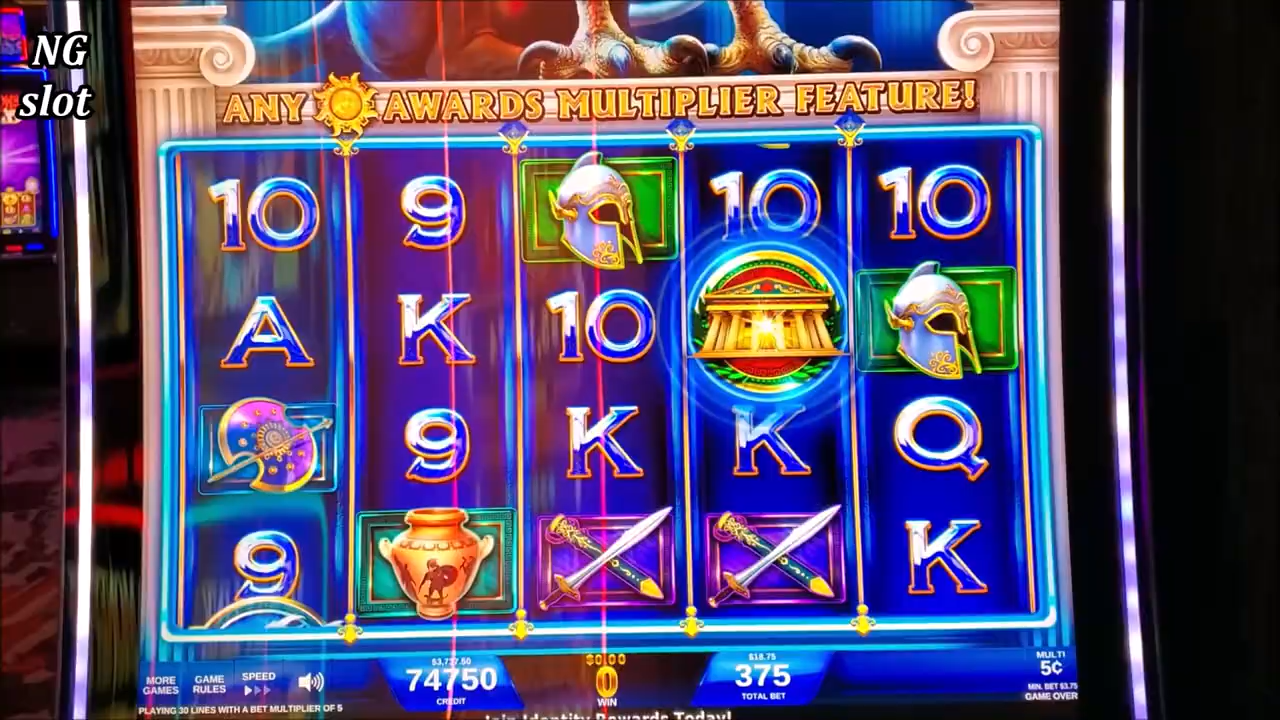 NG
slot
ANY AWARDS MULTIPLIER FEATURE!
10 9 10 10
A K 10
9 K K Q
9 K
MORE GAMES
GAME RULES
SPEED
$3,737.50
74750
CREDIT
$0.00
0
WIN
$18.75
375
TOTAL BET
MULTI
5¢
MIN. BET $3.75
GAME OVER
PLAYING 30 LINES WITH A BET MULTIPLIER OF 5
Join Identity Rewards Today!